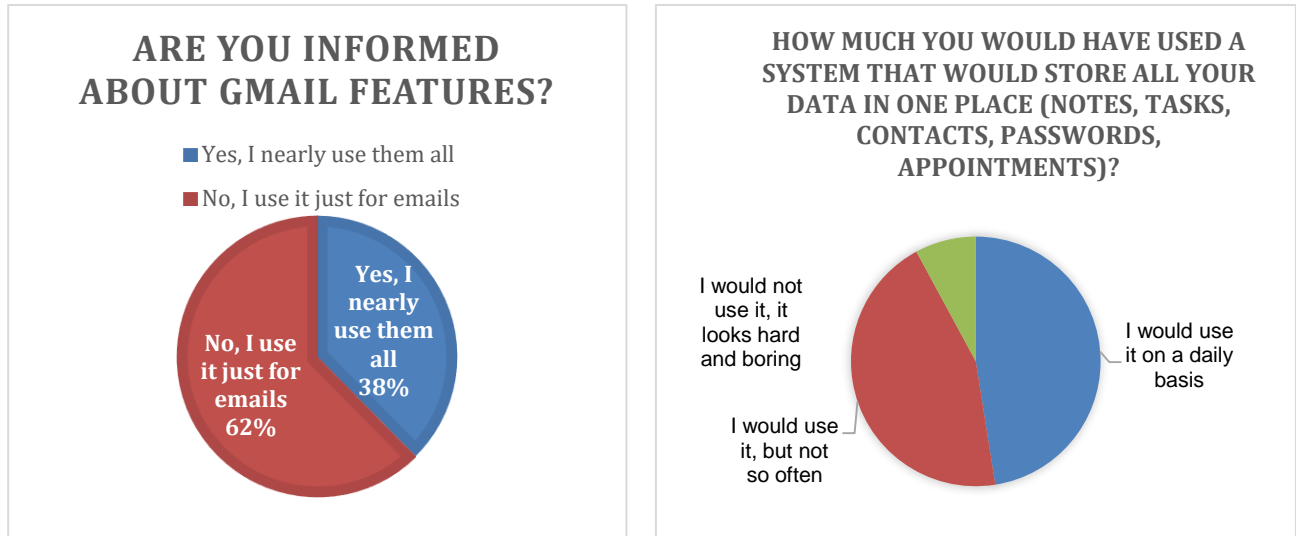 ARE YOU INFORMED
ABOUT GMAIL FEATURES?
Yes, I nearly use them all
No, I use it just for emails
Yes, I
nearly
use them
all
38%
No, I use
it just for
emails
62%
HOW MUCH YOU WOULD HAVE USED A
SYSTEM THAT WOULD STORE ALL YOUR
DATA IN ONE PLACE (NOTES, TASKS,
CONTACTS, PASSWORDS,
APPOINTMENTS)?
I would not
use it, it
looks hard
and boring
I would use
it on a daily
basis
I would use
it, but not
so often